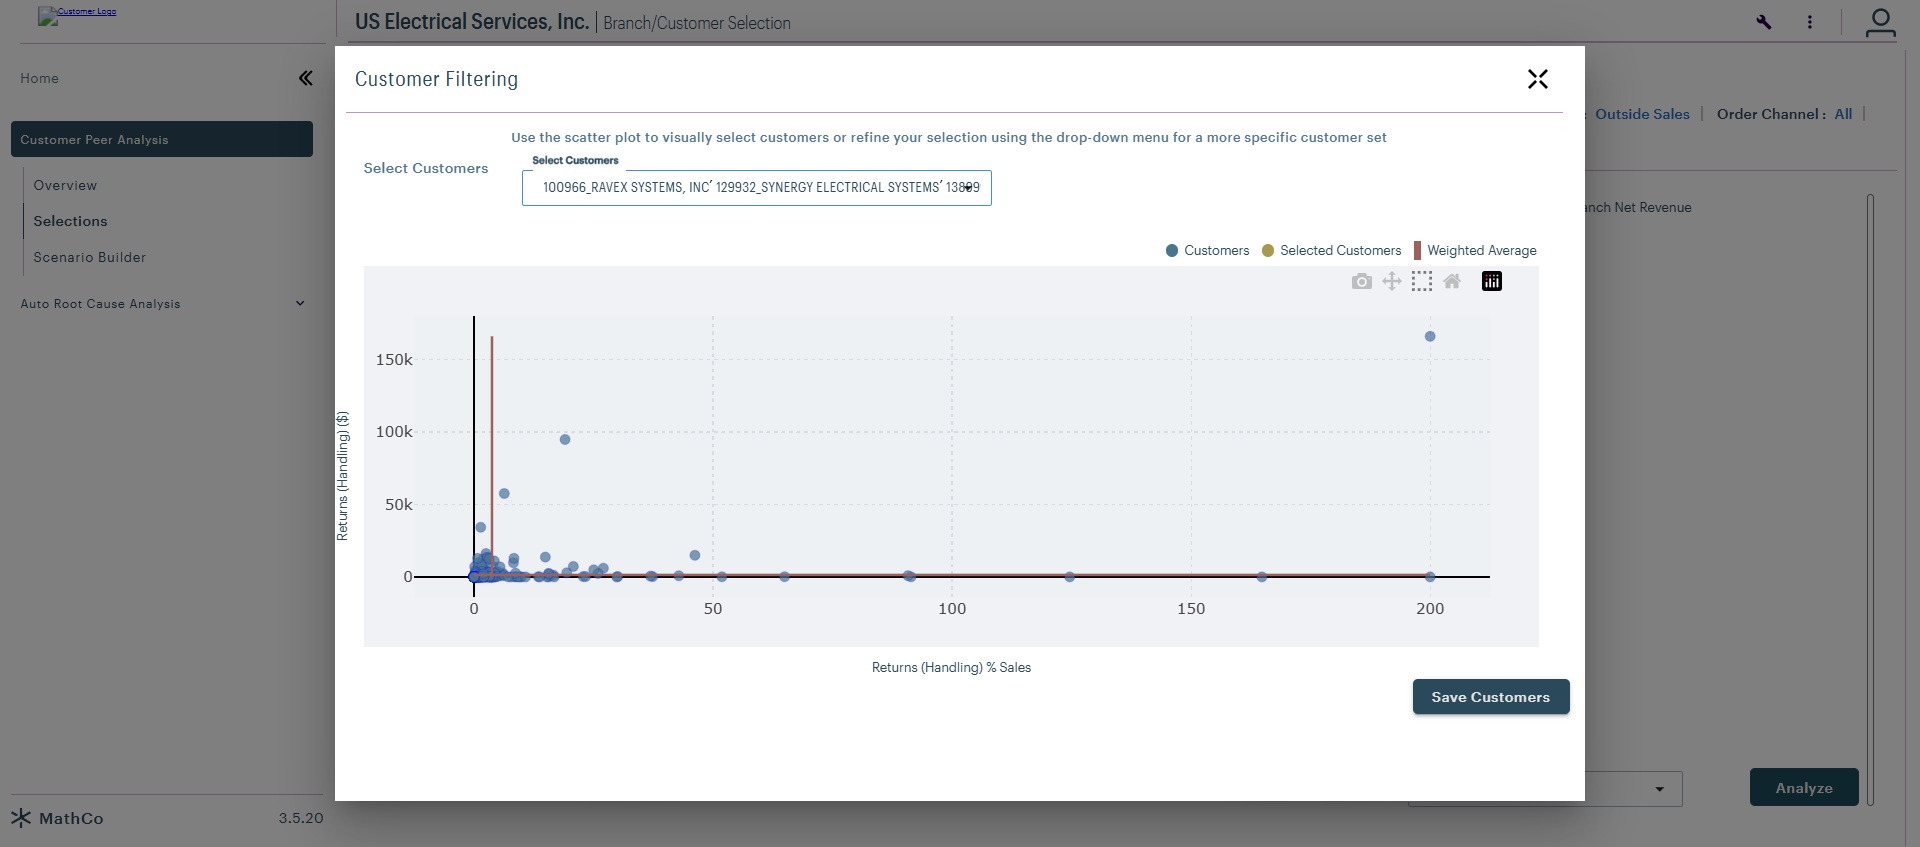 Customer Logo
US Electrical Services, Inc. | Branch/Customer Selection
Home
Customer Peer Analysis
Overview
Selections
Scenario Builder
Auto Root Cause Analysis
MathCo
3.5.20
: Outside Sales | Order Channel : All |
anch Net Revenue
Analyze
Customer Filtering
Use the scatter plot to visually select customers or refine your selection using the drop-down menu for a more specific customer set
Select Customers
Select Customers
100966_RAVEX SYSTEMS, INC′ 129932_SYNERGY ELECTRICAL SYSTEMS′ 13899
Customers
Selected Customers
Weighted Average
Returns (Handling) ($)
150k
100k
50k
0
0
50
100
150
200
Returns (Handling) % Sales
Save Customers